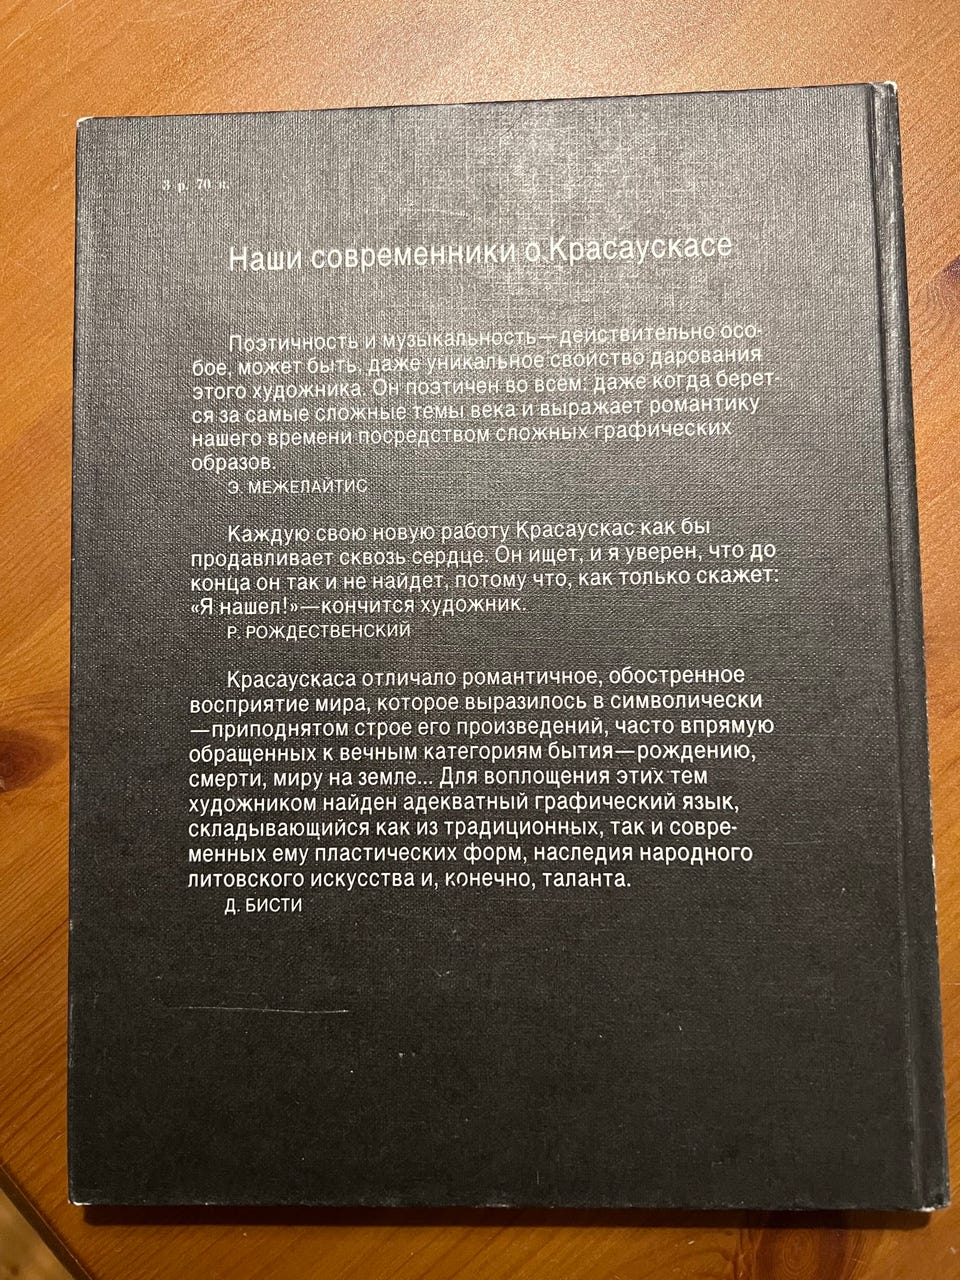 3 р. 70 к.
Наши современники о Красаускасе
Поэтичность и музыкальность—действительно осо-
бое, может быть, даже уникальное свойство дарования
этого художника. Он поэтичен во всем: даже когда берет-
ся за самые сложные темы века и выражает романтику
нашего времени посредством сложных графических
образов.
Э. МЕЖЕЛАЙТИС
Каждую свою новую работу Красаускас как бы
продавливает сквозь сердце. Он ищет, и я уверен, что до
конца он так и не найдет, потому что, как только скажет:
«Я нашел!»—кончится художник.
Р. РОЖДЕСТВЕНСКИЙ
Красаускаса отличало романтичное, обостренное
восприятие мира, которое выразилось в символически
—приподнятом строе его произведений, часто впрямую
обращенных к вечным категориям бытия—рождению,
смерти, миру на земле... Для воплощения этих тем
художником найден адекватный графический язык,
складывающийся как из традиционных, так и совре-
менных ему пластических форм, наследия народного
литовского искусства и, конечно, таланта.
Д. БИСТИ